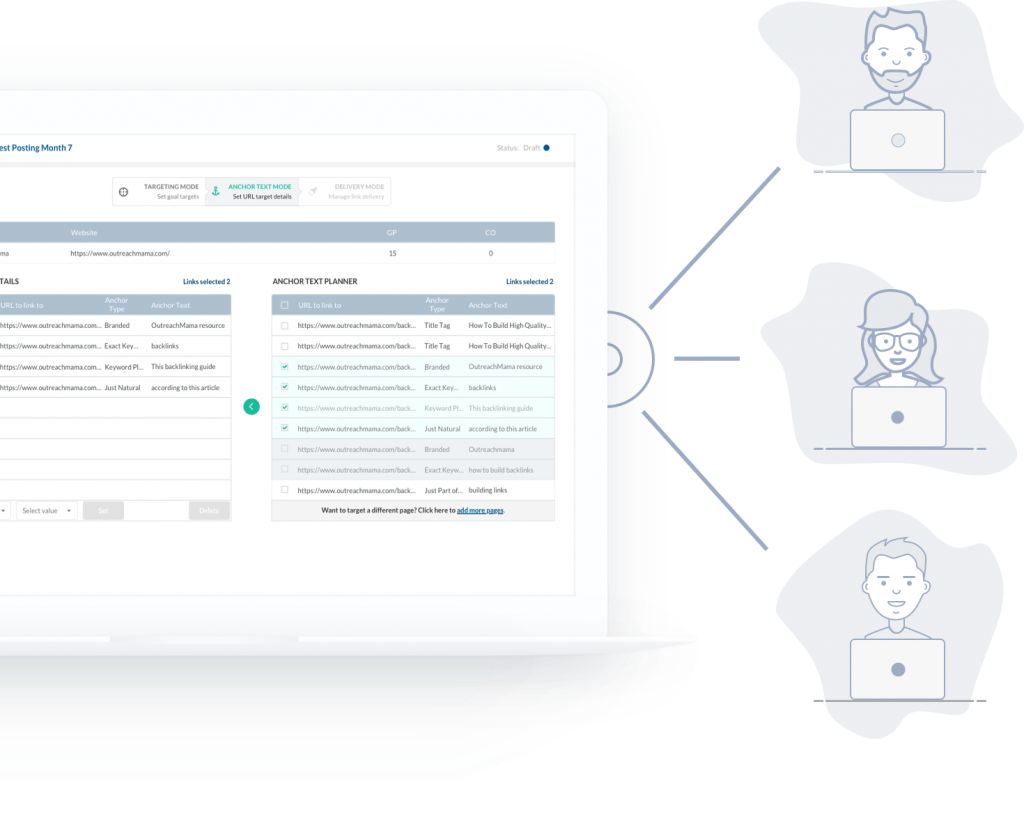 est Posting Month 7
Status: Draft
TARGETING MODE
Set goal targets
ANCHOR TEXT MODE
Set URL target details
DELIVERY MODE
Manage link delivery
Website GP CO
ma https://www.outreachmama.com/ 15 0
TAILS Links selected 2
URL to link to Anchor Type Anchor Text
https://www.outreachmama.com... Branded OutreachMama resource
https://www.outreachmama.com... Exact Key... backlinks
https://www.outreachmama.com... Keyword Pl... This backlinking guide
https://www.outreachmama.com... Just Natural according to this article
Select value Set Delete
ANCHOR TEXT PLANNER Links selected 2
URL to link to Anchor Type Anchor Text
https://www.outreachmama.com/back... Title Tag How To Build High Quality...
https://www.outreachmama.com/back... Title Tag How To Build High Quality...
https://www.outreachmama.com/back... Branded OutreachMama resource
https://www.outreachmama.com/back... Exact Key... backlinks
https://www.outreachmama.com/back... Keyword Pl... This backlinking guide
https://www.outreachmama.com/back... Just Natural according to this article
https://www.outreachmama.com/back... Branded Outreachmama
https://www.outreachmama.com/back... Exact Keyw... how to build backlinks
https://www.outreachmama.com/back... Just Part of... building links
Want to target a different page? Click here to add more pages.